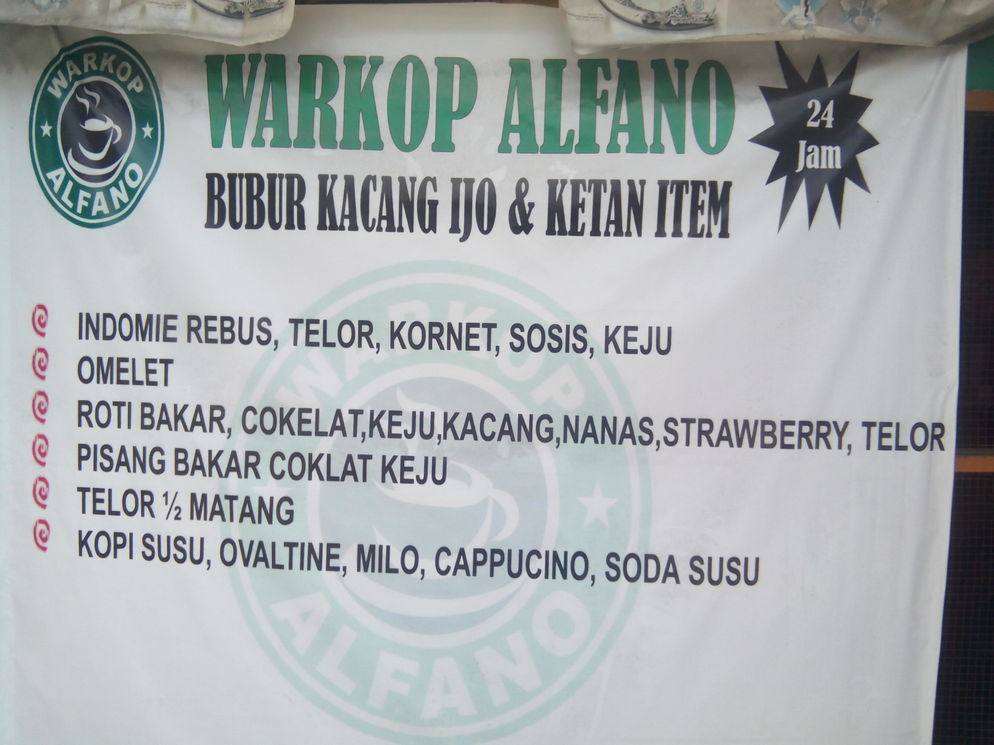 WARKOP
ALFANO
WARKOP ALFANO
24
Jam
BUBUR KACANG IJO & KETAN ITEM
INDOMIE REBUS, TELOR, KORNET, SOSIS, KEJU
OMELET
ROTI BAKAR, COKELAT,KEJU,KACANG,NANAS,STRAWBERRY, TELOR
PISANG BAKAR COKLAT KEJU
TELOR ½ MATANG
KOPI SUSU, OVALTINE, MILO, CAPPUCINO, SODA SUSU
WARKOP
ALFANO